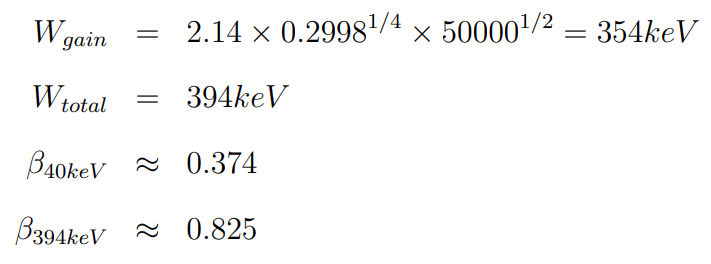 W_gain = 2.14 × 0.2998^1/4 × 50000^1/2 = 354keV
W_total = 394keV
β_40keV ≈ 0.374
β_394keV ≈ 0.825